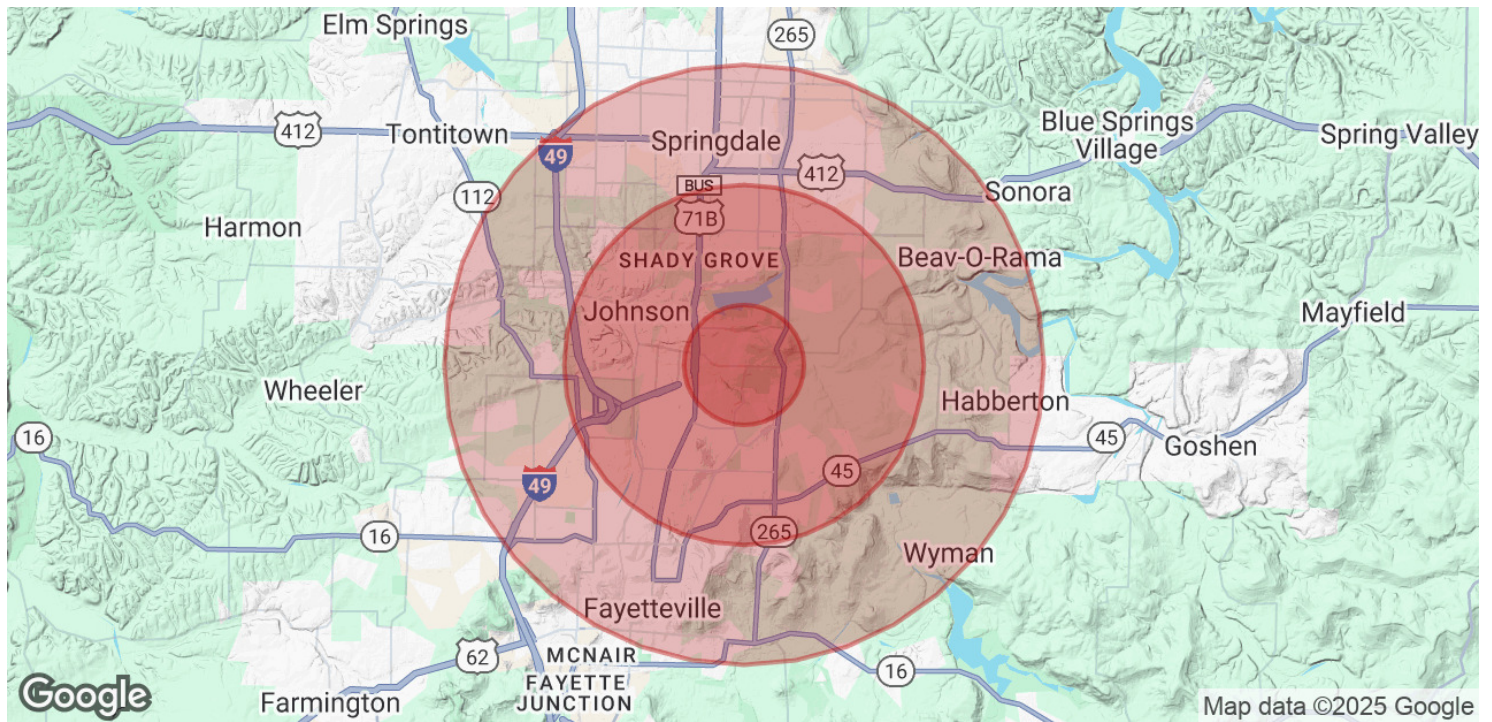 Elm Springs
265
412
Tontitown
49
Springdale
Blue Springs
Village
Spring Valley
412
112
BUS
71B
Sonora
Harmon
SHADY GROVE
Beav-O-Rama
Johnson
Mayfield
Wheeler
Habberton
16
45
Goshen
45
49
16
265
Wyman
Fayetteville
62
MCNAIR
FAYETTE
JUNCTION
16
Farmington
Google
Map data ©2025 Google